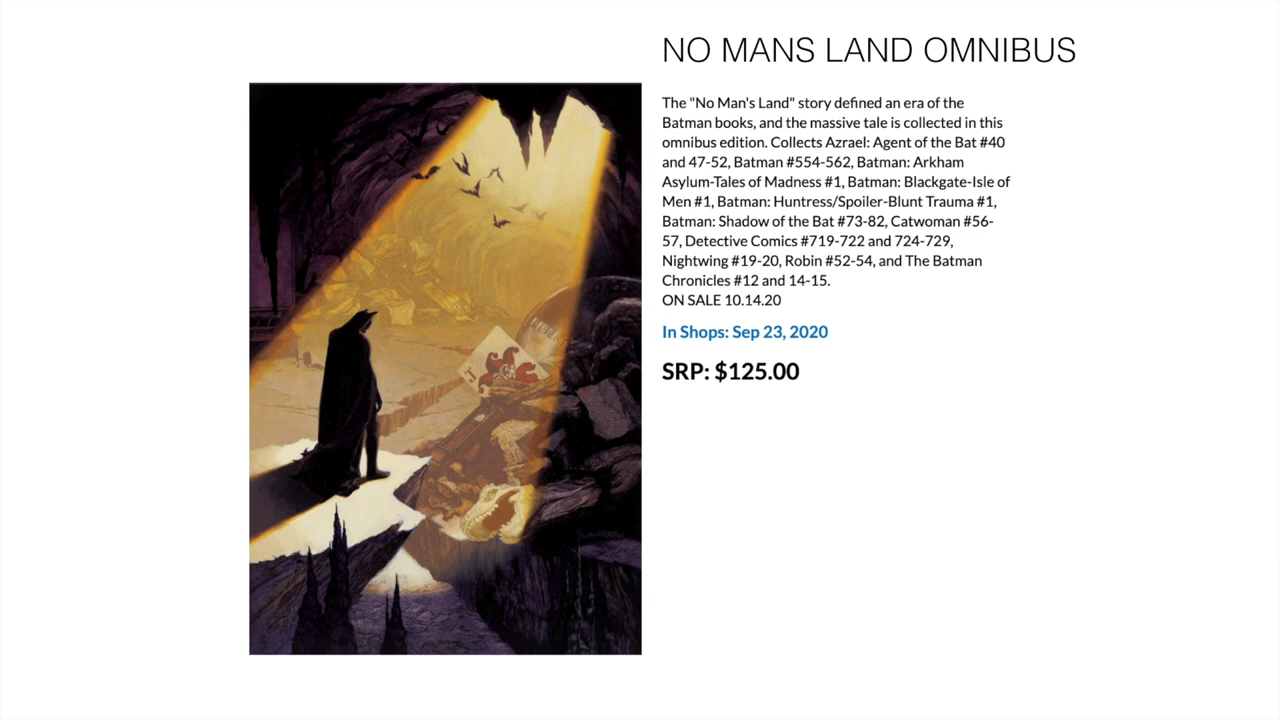 NO MANS LAND OMNIBUS
The "No Man's Land" story defined an era of the
Batman books, and the massive tale is collected in this
omnibus edition. Collects Azrael: Agent of the Bat #40
and 47-52, Batman #554-562, Batman: Arkham
Asylum-Tales of Madness #1, Batman: Blackgate-Isle of
Men #1, Batman: Huntress/Spoiler-Blunt Trauma #1,
Batman: Shadow of the Bat #73-82, Catwoman #56-
57, Detective Comics #719-722 and 724-729,
Nightwing #19-20, Robin #52-54, and The Batman
Chronicles #12 and 14-15.
ON SALE 10.14.20
In Shops: Sep 23, 2020
SRP: $125.00
J